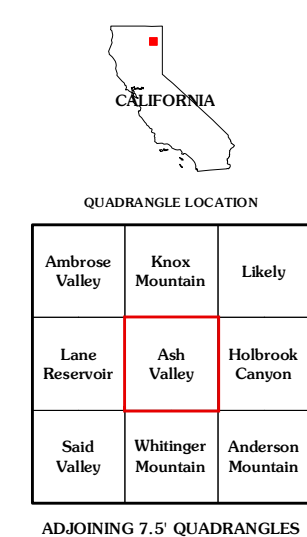 CALIFORNIA
QUADRANGLE LOCATION
Ambrose
Valley
Knox
Mountain
Likely
Lane
Reservoir
Ash
Valley
Holbrook
Canyon
Said
Valley
Whitinger
Mountain
Anderson
Mountain
ADJOINING 7.5' QUADRANGLES